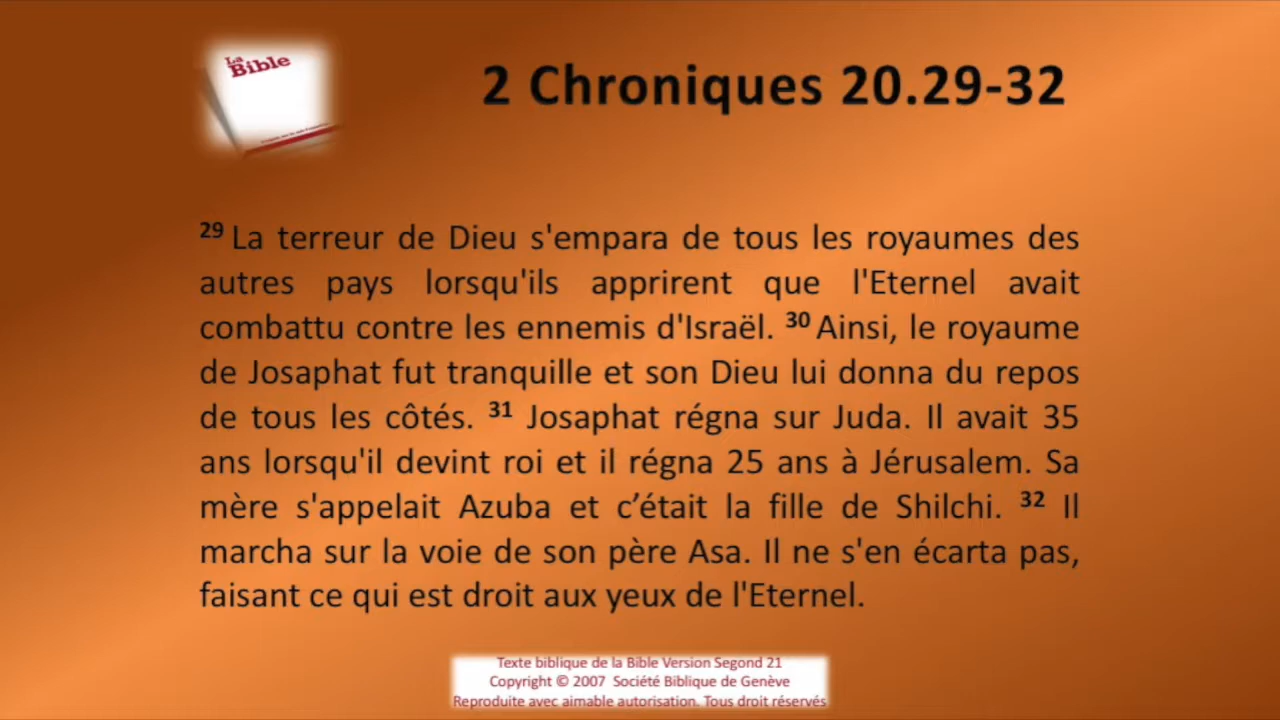 La
Bible
2 Chroniques 20.29-32
29 La terreur de Dieu s'empara de tous les royaumes des
autres pays lorsqu'ils apprirent que l'Eternel avait
combattu contre les ennemis d'Israël. 30 Ainsi, le royaume
de Josaphat fut tranquille et son Dieu lui donna du repos
de tous les côtés. 31 Josaphat régna sur Juda. Il avait 35
ans lorsqu'il devint roi et il régna 25 ans à Jérusalem. Sa
mère s'appelait Azuba et c’était la fille de Shilchi. 32 Il
marcha sur la voie de son père Asa. Il ne s'en écarta pas,
faisant ce qui est droit aux yeux de l'Eternel.
Texte biblique de la Bible Version Segond 21
Copyright © 2007 Société Biblique de Genève
Reproduite avec aimable autorisation. Tous droit réservés